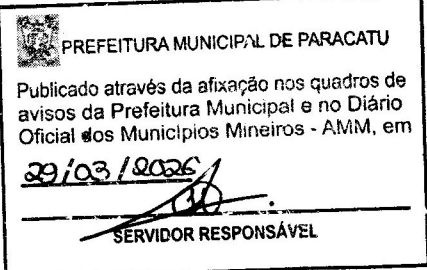 PREFEITURA MUNICIPAL DE PARACATU
Publicado através da afixação nos quadros de
avisos da Prefeitura Municipal e no Diário
Oficial dos Municípios Mineiros - AMM, em
29/03/2026
SERVIDOR RESPONSÁVEL